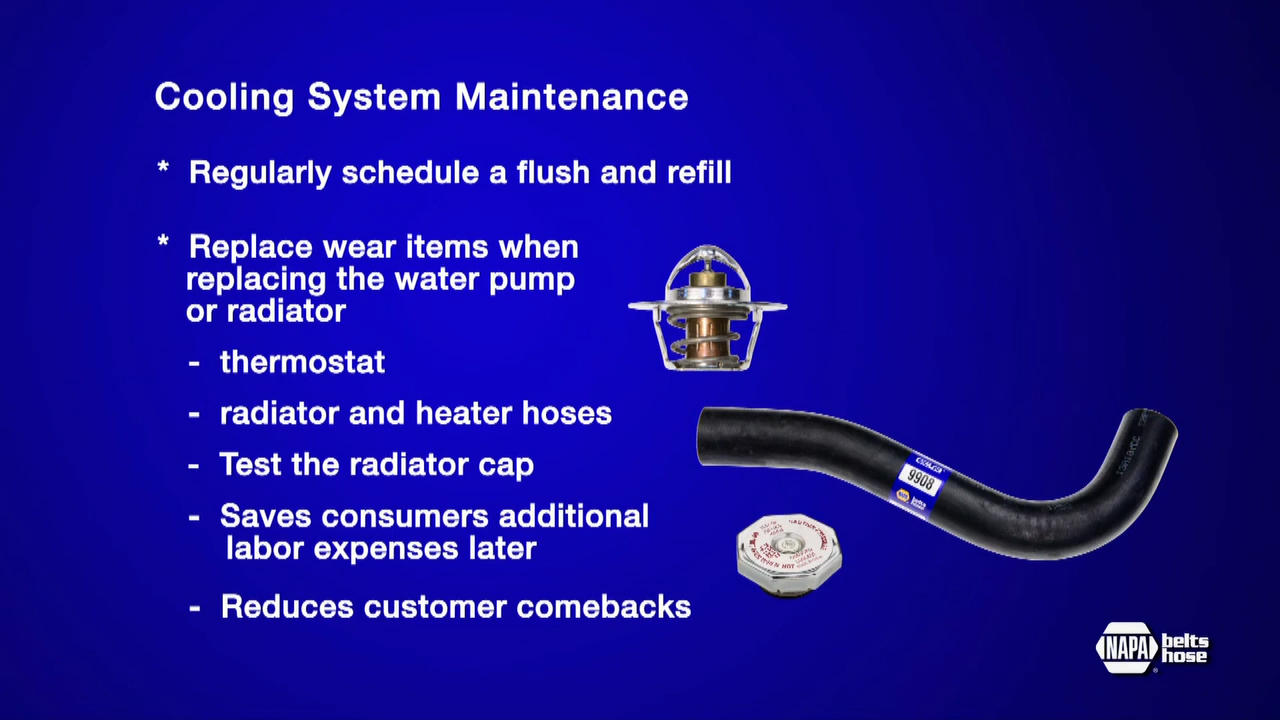 Cooling System Maintenance
* Regularly schedule a flush and refill
* Replace wear items when
replacing the water pump
or radiator
- thermostat
- radiator and heater hoses
- Test the radiator cap
- Saves consumers additional
labor expenses later
- Reduces customer comebacks
9908
NAPA belts
hose